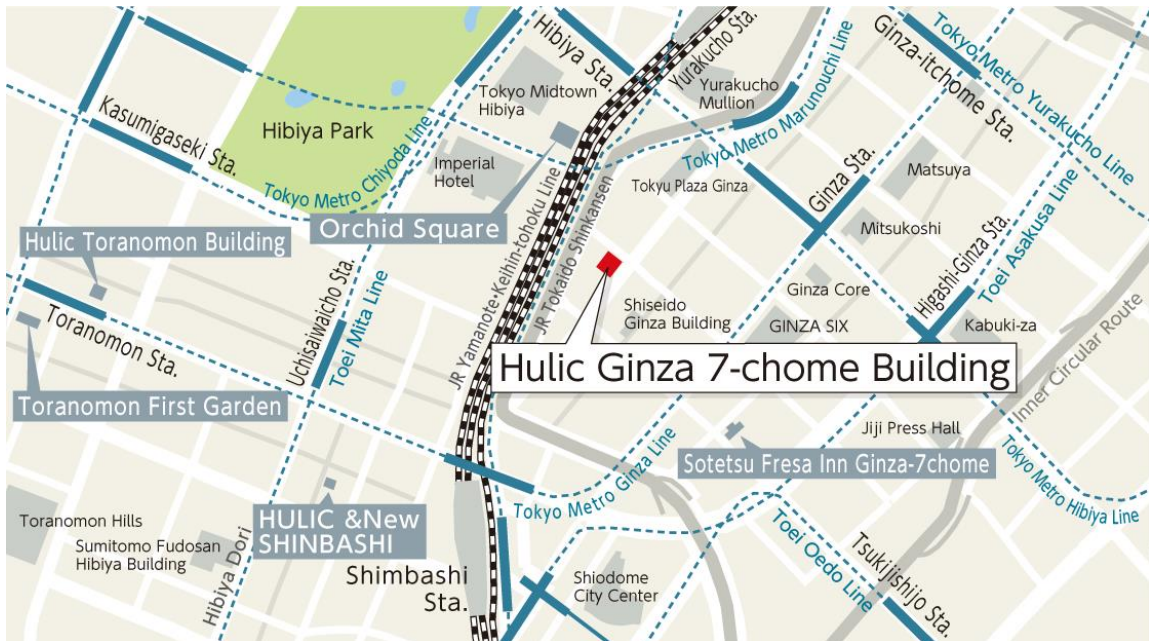 Hibiya Sta.
Yurakucho Sta.
Ginza-itchome Sta.
Tokyo Metro Yurakucho Line
Tokyo Midtown
Hibiya
Yurakucho
Mullion
Tokyo Metro Marunouchi Line
Kasumigaseki Sta.
Hibiya Park
Tokyo Metro Chiyoda Line
Imperial
Hotel
Tokyu Plaza Ginza
Ginza Sta.
Matsuya
Mitsukoshi
Orchid Square
Hulic Toranomon Building
JR Yamanote・Keihin-tohoku Line
JR Tokaido Shinkansen
Higashi-Ginza Sta.
Toei Asakusa Line
Uchisaiwaicho Sta.
Toei Mita Line
Toranomon Sta.
Shiseido
Ginza Building
Ginza Core
GINZA SIX
Kabuki-za
Inner Circular Route
Hulic Ginza 7-chome Building
Toranomon First Garden
Jiji Press Hall
Sotetsu Fresa Inn Ginza-7chome
Tokyo Metro Ginza Line
Tokyo Metro Hibiya Line
Toranomon Hills
Sumitomo Fudosan
Hibiya Building
Hibiya Dori
HULIC &New
SHINBASHI
Shimbashi
Sta.
Shiodome
City Center
Toei Oedo Line
Tsukijishijo Sta.